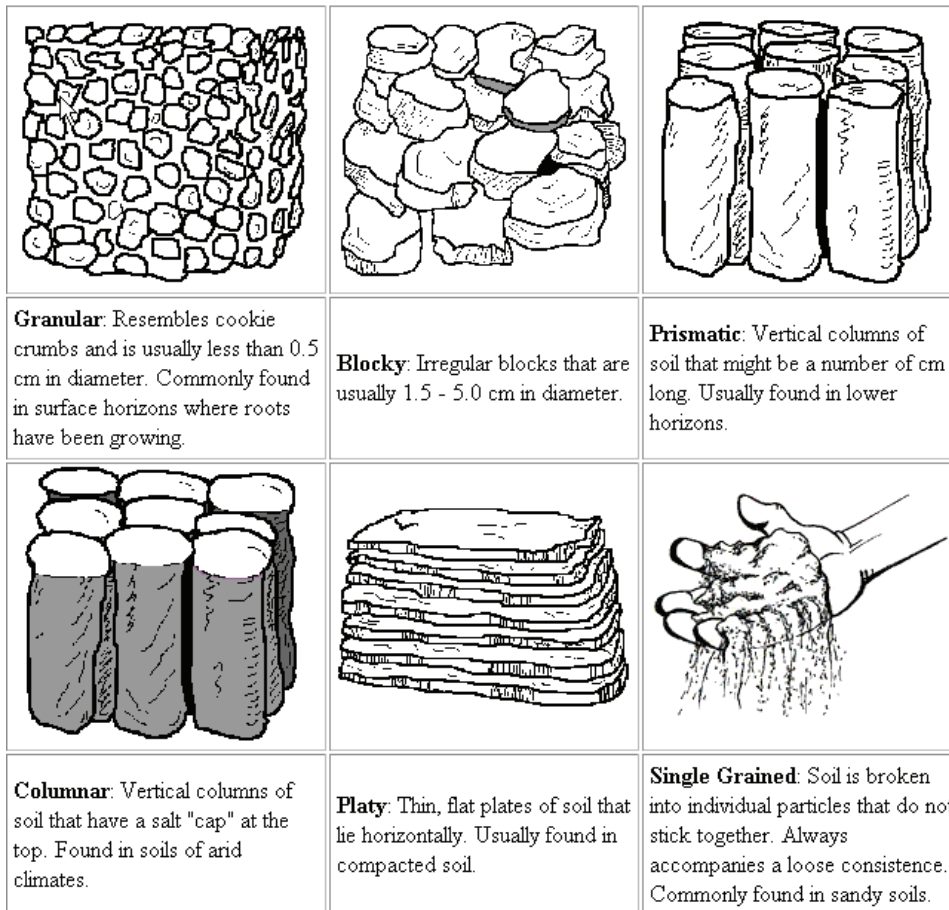 Granular: Resembles cookie
crumbs and is usually less than 0.5
cm in diameter. Commonly found
in surface horizons where roots
have been growing.
Blocky: Irregular blocks that are
usually 1.5 - 5.0 cm in diameter.
Prismatic: Vertical columns of
soil that might be a number of cm
long. Usually found in lower
horizons.
Columnar: Vertical columns of
soil that have a salt "cap" at the
top. Found in soils of arid
climates.
Platy: Thin, flat plates of soil that
lie horizontally. Usually found in
compacted soil.
Single Grained: Soil is broken
into individual particles that do not
stick together. Always
accompanies a loose consistence.
Commonly found in sandy soils.